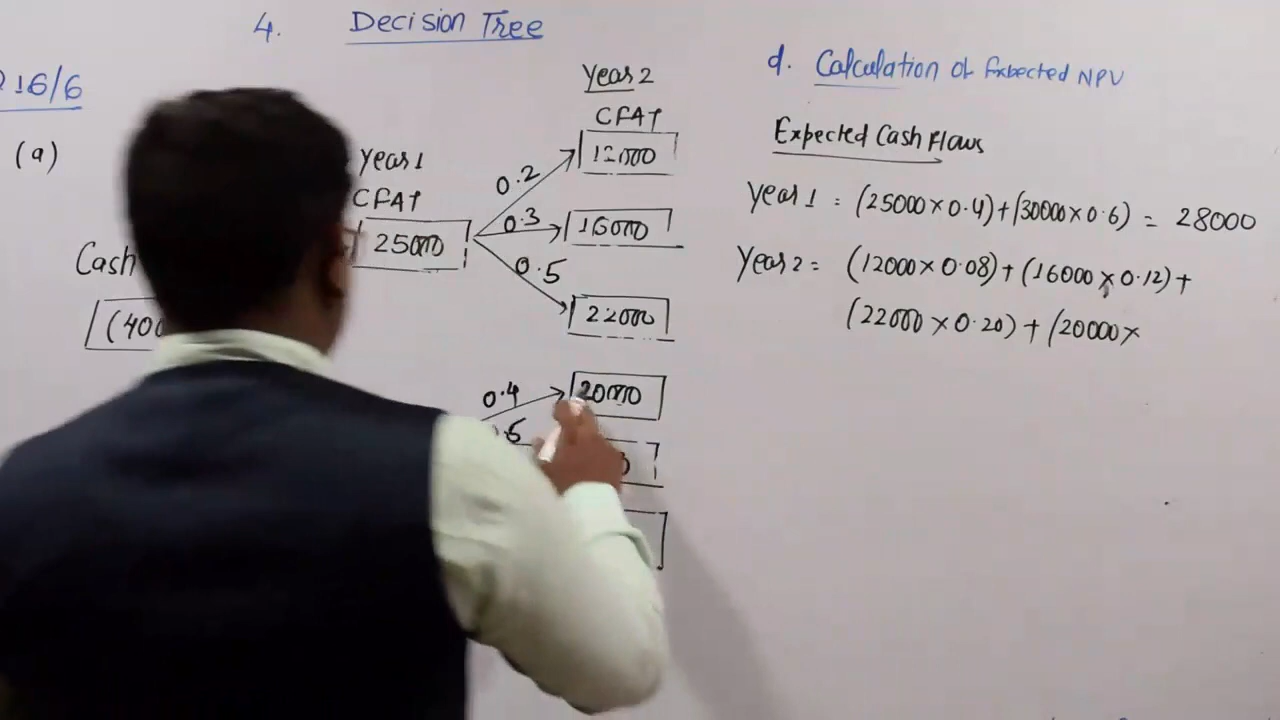 4. Decision Tree
16/6
(a)
Year 1
CFAT
25000
Cash
(400
Year 2
CFAT
0.2
12000
0.3
16000
0.5
22000
0.4
20000
d. Calculation of Expected NPV
Expected Cash Flows
Year 1 = (25000 × 0.4) + (30000 × 0.6) = 28000
Year 2 = (12000 × 0.08) + (16000 × 0.12) +
(22000 × 0.20) + (20000 ×